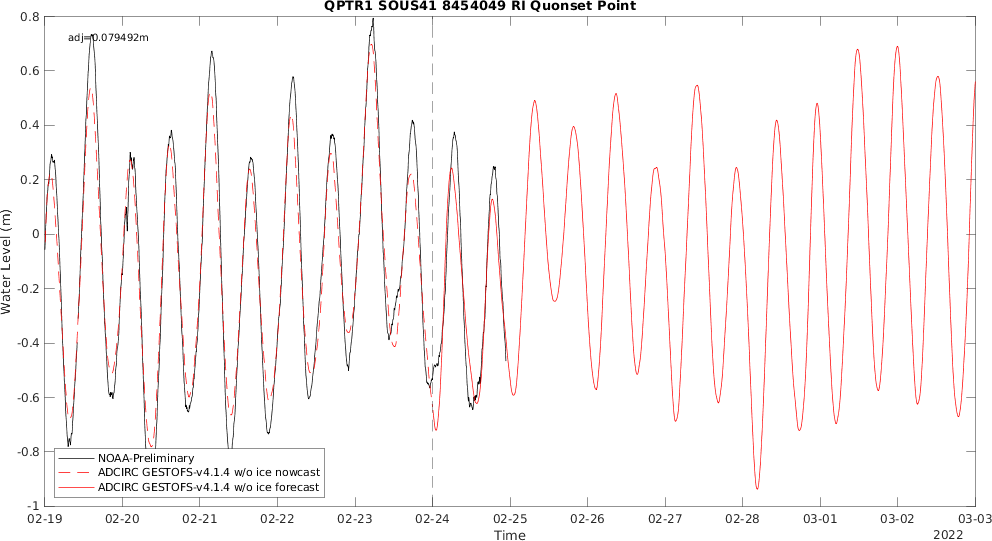 QPTR1 SOUS41 8454049 RI Quonset Point
adj=0.079492m
0.8
0.6
0.4
0.2
0
-0.2
-0.4
-0.6
-0.8
-1
Water Level (m)
NOAA-Preliminary
ADCIRC GESTOFS-v4.1.4 w/o ice nowcast
ADCIRC GESTOFS-v4.1.4 w/o ice forecast
02-19 02-20 02-21 02-22 02-23 02-24 02-25 02-26 02-27 02-28 03-01 03-02 03-03
Time
2022